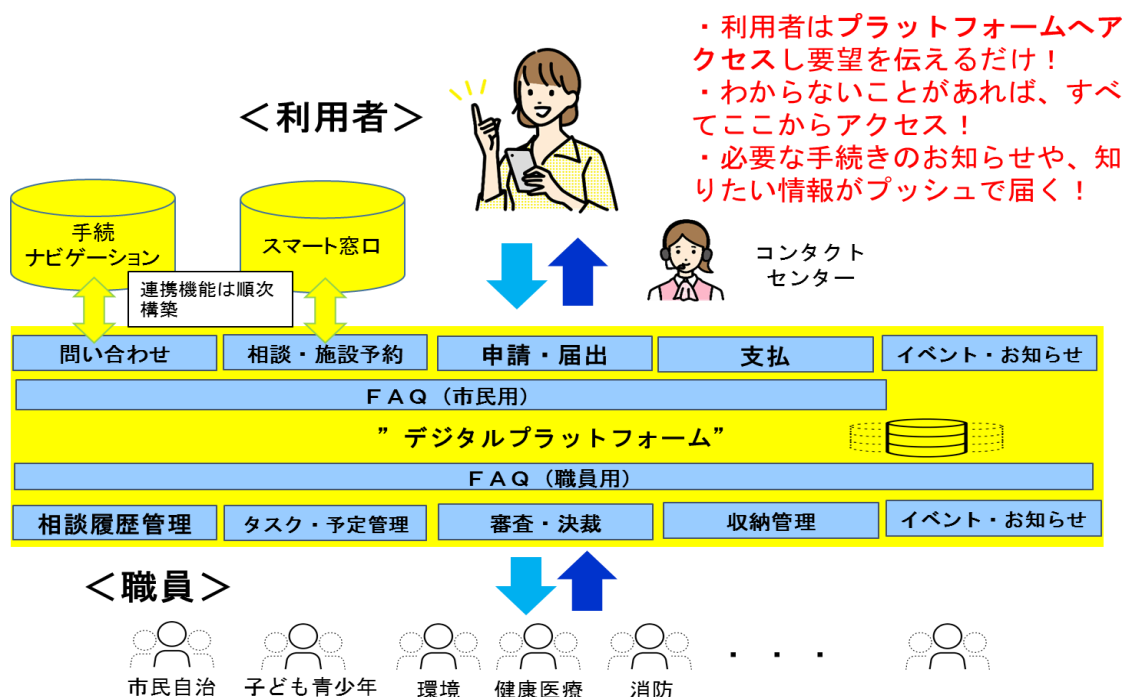 ・利用者はプラットフォームへア
クセスし要望を伝えるだけ！
・わからないことがあれば、すべ
てここからアクセス！
・必要な手続きのお知らせや、知
りたい情報がプッシュで届く！
＜利用者＞
手続
ナビゲーション
スマート窓口
コンタクト
センター
連携機能は順次
構築
問い合わせ
相談・施設予約
申請・届出
支払
イベント・お知らせ
ＦＡＱ（市民用）
”デジタルプラットフォーム”
ＦＡＱ（職員用）
相談履歴管理
タスク・予定管理
審査・決裁
収納管理
イベント・お知らせ
＜職員＞
・・・
市民自治
子ども青少年
環境
健康医療
消防